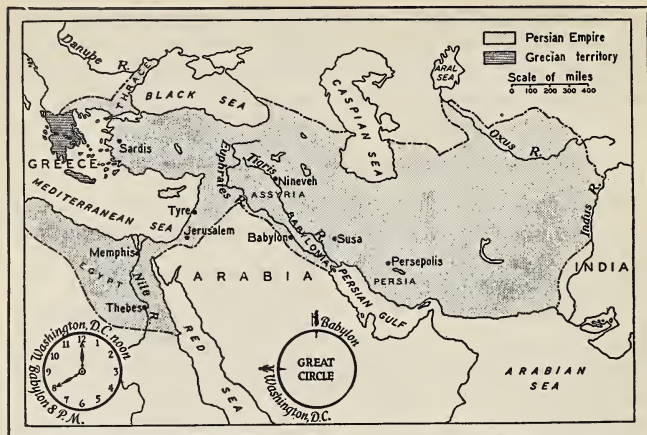 Persian Empire
Grecian territory
Scale of miles
0 100 200 300 400
Danube R.
THRACE
BLACK SEA
CASPIAN SEA
ARAL SEA
Oxus R.
GREECE
Sardis
Euphrates R.
Tigris R.
Nineveh
ASSYRIA
MEDITERRANEAN SEA
Tyre
Jerusalem
Babylon
BABYLONIA
Susa
Persepolis
PERSIA
Indus R.
INDIA
Memphis
EGYPT
Nile R.
Thebes
ARABIA
PERSIAN GULF
RED SEA
ARABIAN SEA
Washington, D.C. noon
Babylon 8 P.M.
12 1 2 3 4 5 6 7 8 9 10 11
Babylon
GREAT
CIRCLE
Washington, D.C.